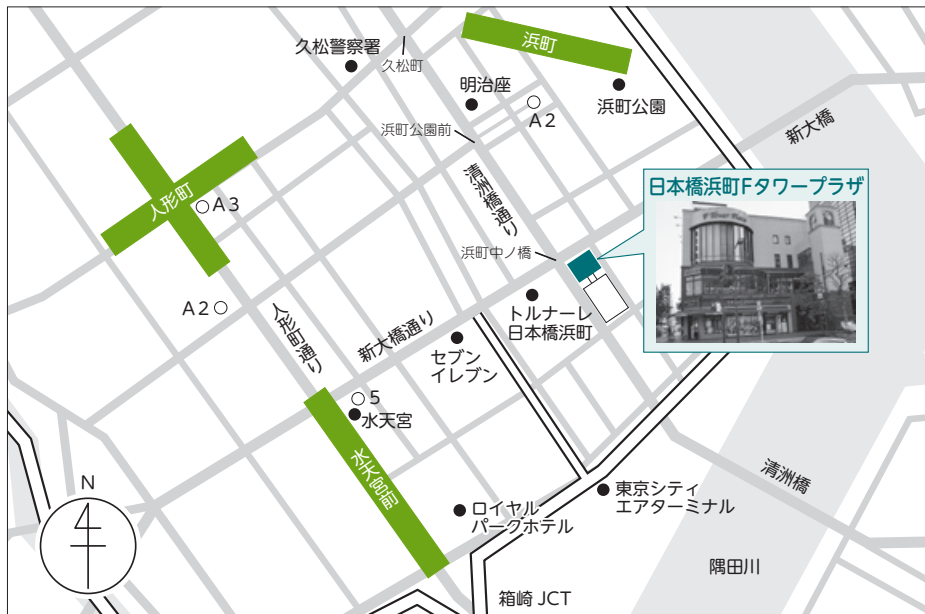 久松警察署
久松町
浜町
明治座
A2
浜町公園
浜町公園前
新大橋
清洲橋通り
日本橋浜町Fタワープラザ
人形町
A3
浜町中ノ橋
A2
人形町通り
新大橋通り
トルナーレ
日本橋浜町
セブン
イレブン
5
水天宮
水天宮前
N
ロイヤル
パークホテル
東京シティ
エアターミナル
清洲橋
隅田川
箱崎 JCT